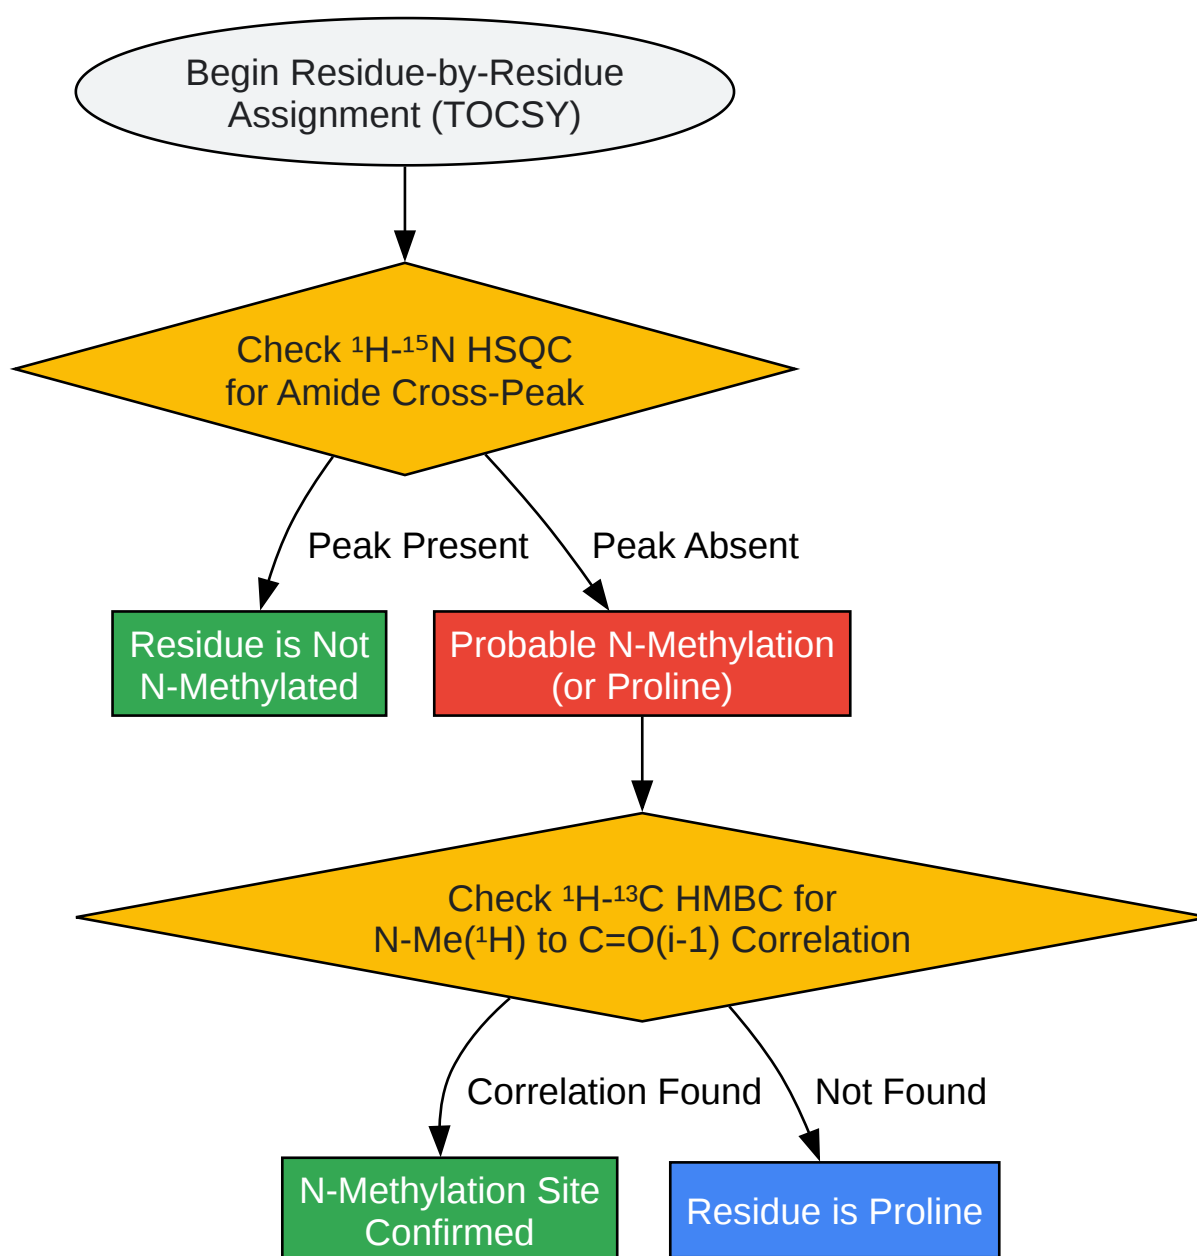 Begin Residue-by-Residue
Assignment (TOCSY)
Check ¹H-¹⁵N HSQC
for Amide Cross-Peak
Peak Present
Peak Absent
Residue is Not
N-Methylated
Probable N-Methylation
(or Proline)
Check ¹H-¹³C HMBC for
N-Me(¹H) to C=O(i-1) Correlation
Correlation Found
Not Found
N-Methylation Site
Confirmed
Residue is Proline